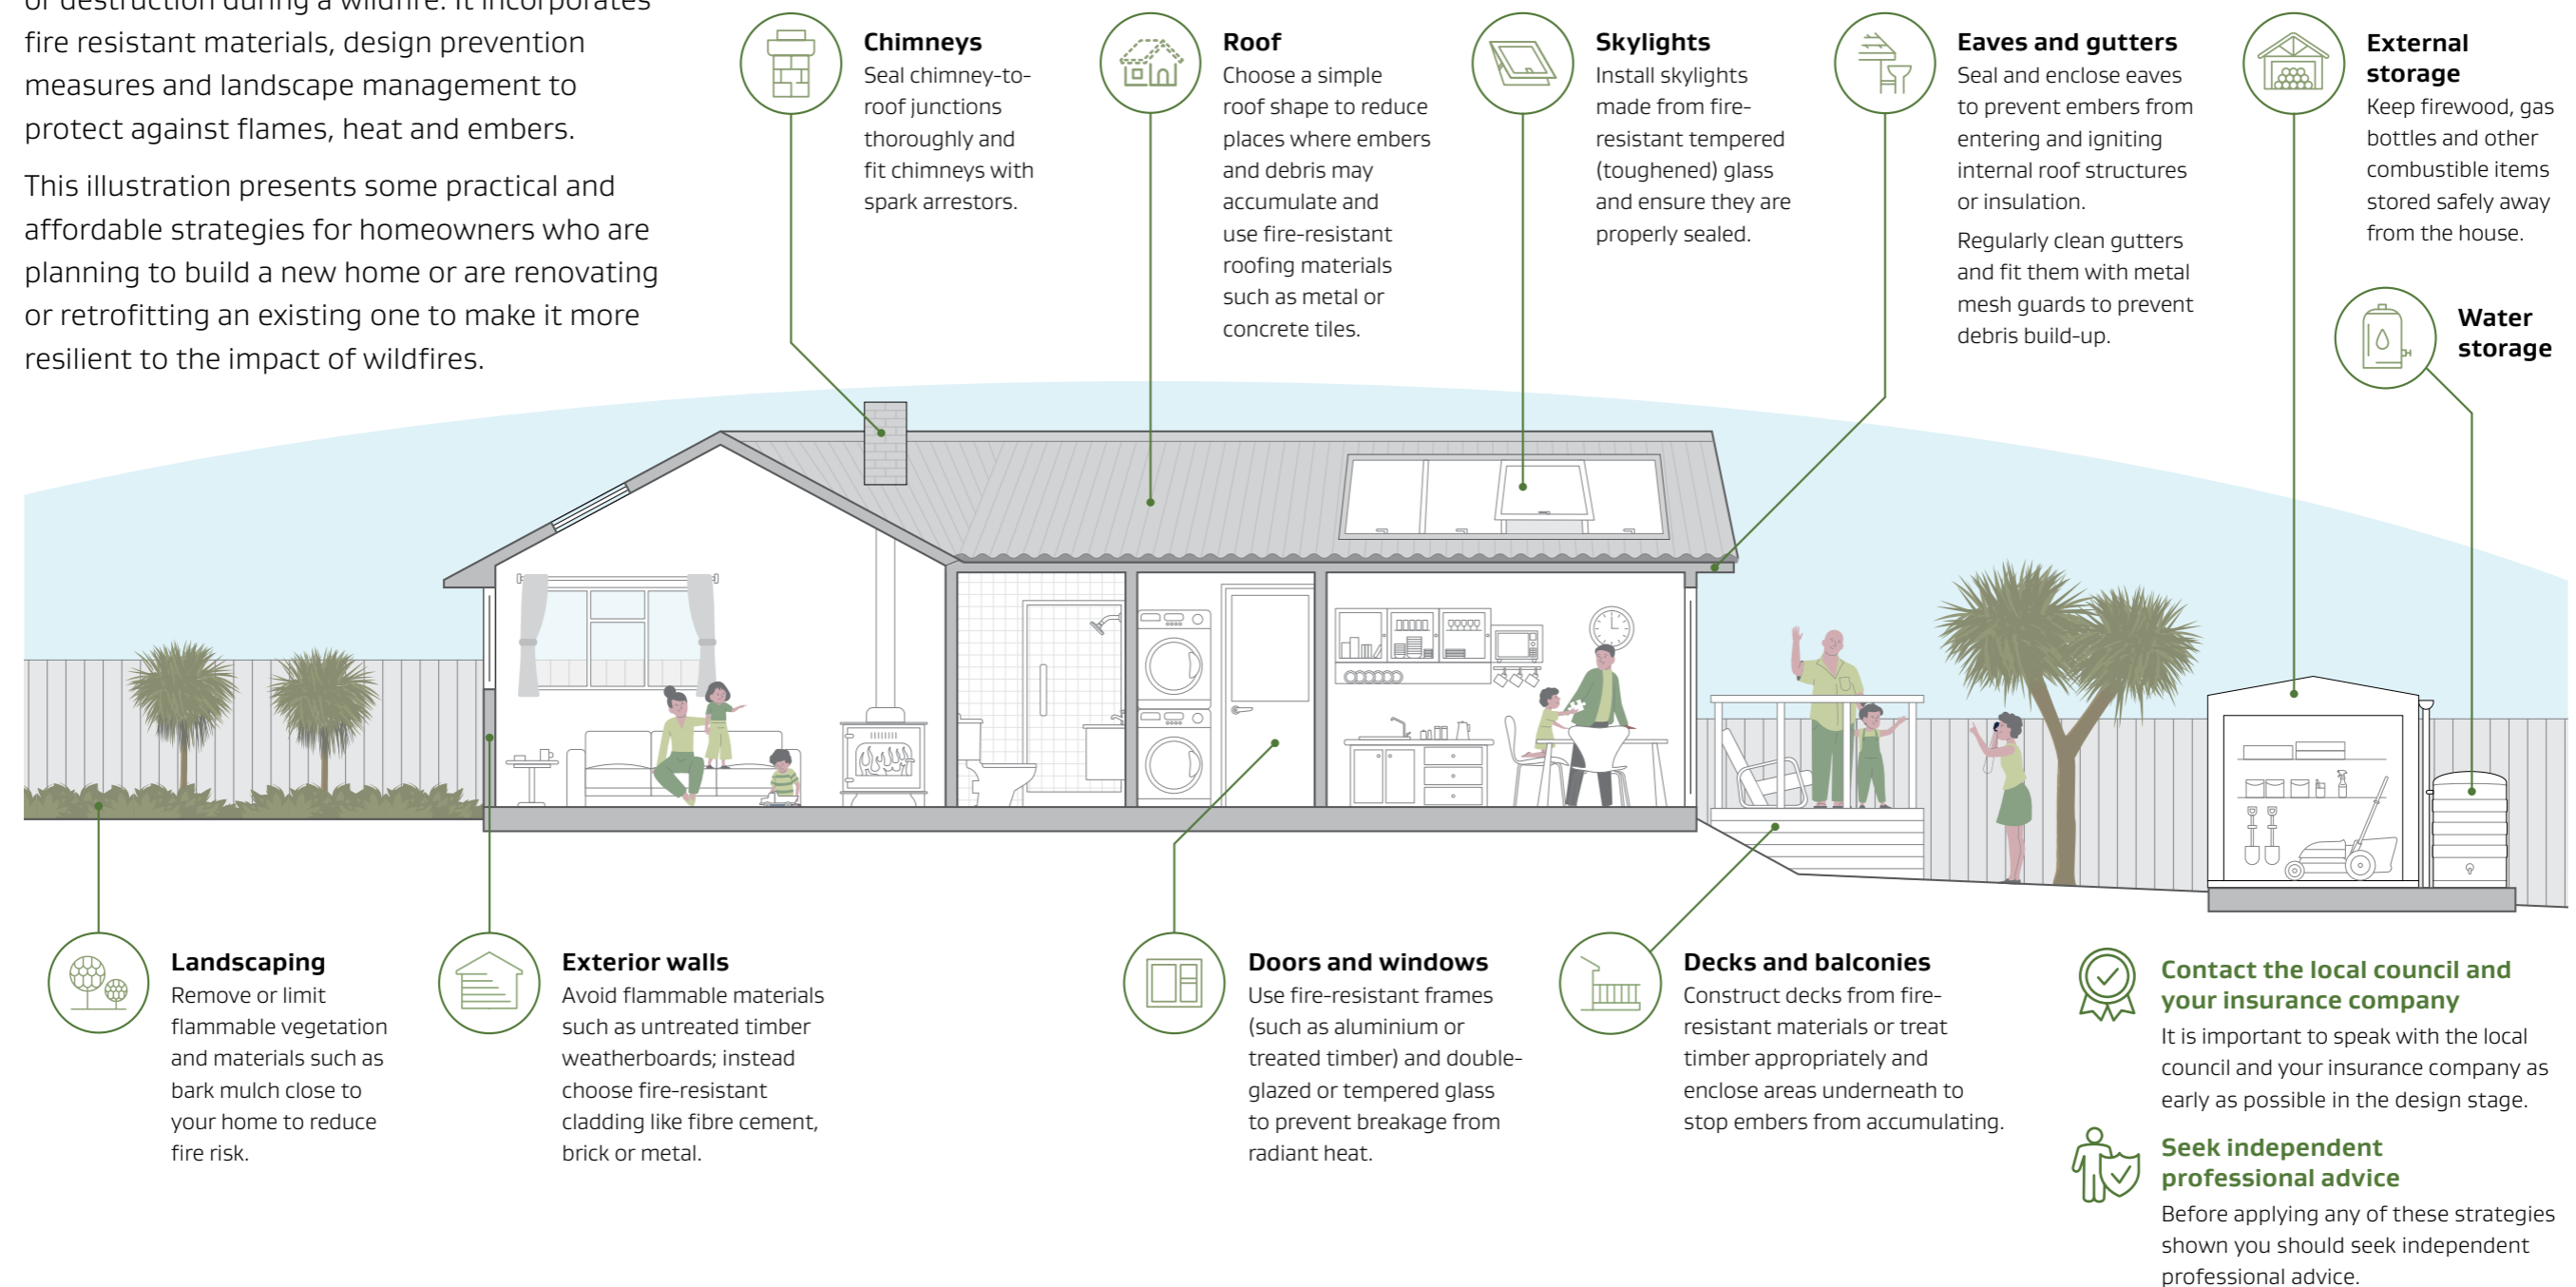 or destruction during a wildfire. It incorporates
fire resistant materials, design prevention
measures and landscape management to
protect against flames, heat and embers.
This illustration presents some practical and
affordable strategies for homeowners who are
planning to build a new home or are renovating
or retrofitting an existing one to make it more
resilient to the impact of wildfires.
Chimneys
Seal chimney-to-
roof junctions
thoroughly and
fit chimneys with
spark arrestors.
Roof
Choose a simple
roof shape to reduce
places where embers
and debris may
accumulate and
use fire-resistant
roofing materials
such as metal or
concrete tiles.
Skylights
Install skylights
made from fire-
resistant tempered
(toughened) glass
and ensure they are
properly sealed.
Eaves and gutters
Seal and enclose eaves
to prevent embers from
entering and igniting
internal roof structures
or insulation.
Regularly clean gutters
and fit them with metal
mesh guards to prevent
debris build-up.
External
storage
Keep firewood, gas
bottles and other
combustible items
stored safely away
from the house.
Water
storage
Landscaping
Remove or limit
flammable vegetation
and materials such as
bark mulch close to
your home to reduce
fire risk.
Exterior walls
Avoid flammable materials
such as untreated timber
weatherboards; instead
choose fire-resistant
cladding like fibre cement,
brick or metal.
Doors and windows
Use fire-resistant frames
(such as aluminium or
treated timber) and double-
glazed or tempered glass
to prevent breakage from
radiant heat.
Decks and balconies
Construct decks from fire-
resistant materials or treat
timber appropriately and
enclose areas underneath to
stop embers from accumulating.
Contact the local council and
your insurance company
It is important to speak with the local
council and your insurance company as
early as possible in the design stage.
Seek independent
professional advice
Before applying any of these strategies
shown you should seek independent
professional advice.